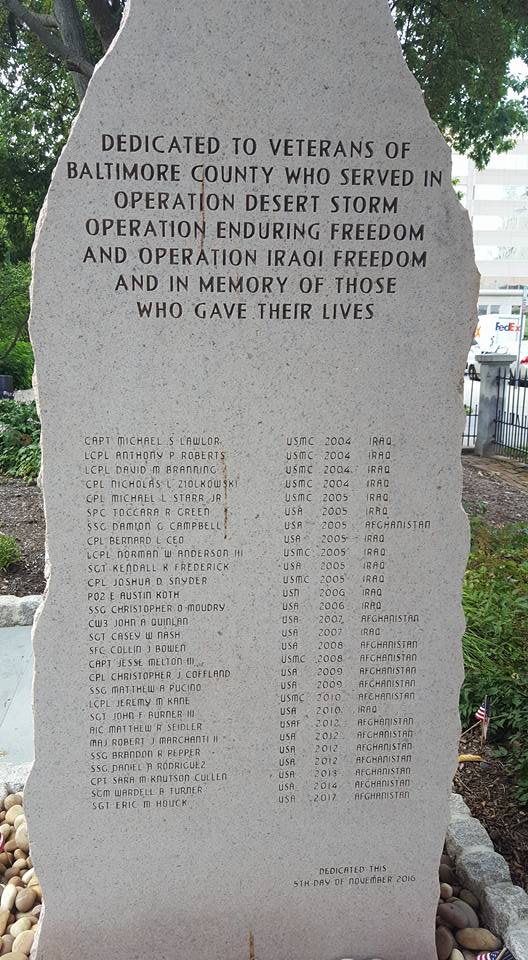 DEDICATED TO VETERANS OF
BALTIMORE COUNTY WHO SERVED IN
OPERATION DESERT STORM
OPERATION ENDURING FREEDOM
AND OPERATION IRAQI FREEDOM
AND IN MEMORY OF THOSE
WHO GAVE THEIR LIVES
CAPT MICHAEL S LAWLOR USMC 2004 IRAQ
LCPL ANTHONY P ROBERTS USMC 2004 IRAQ
LCPL DAVID M BRANNING USMC 2004 IRAQ
CPL NICHOLAS L ZIOLKOWSKI USMC 2004 IRAQ
CPL MICHAEL L STARR JR USMC 2005 IRAQ
SPC TOCCARA R GREEN USA 2005 IRAQ
SSG DAMION G CAMPBELL USA 2005 AFGHANISTAN
CPL BERNARD L CEO USA 2005 IRAQ
LCPL NORMAN W ANDERSON III USMC 2005 IRAQ
SGT KENDALL K FREDERICK USA 2005 IRAQ
CPL JOSHUA D SNYDER USMC 2005 IRAQ
PO2 E AUSTIN KOTH USN 2006 IRAQ
SSG CHRISTOPHER O MOUDRY USA 2006 IRAQ
CW3 JOHN A QUINLAN USA 2007 AFGHANISTAN
SGT CASEY W NASH USA 2007 IRAQ
SFC COLLIN J BOWEN USA 2008 AFGHANISTAN
CAPT JESSE MELTON III USMC 2008 AFGHANISTAN
CPL CHRISTOPHER J COFFLAND USA 2009 AFGHANISTAN
SSG MATTHEW A PUCINO USA 2009 AFGHANISTAN
LCPL JEREMY M KANE USMC 2010 AFGHANISTAN
SGT JOHN F BURNER III USA 2010 IRAQ
A1C MATTHEW R SEIDLER USAF 2012 AFGHANISTAN
MAJ ROBERT J MARCHANTI II USA 2012 AFGHANISTAN
SSG BRANDON R PEPPER USA 2012 AFGHANISTAN
SSG DANIEL A RODRIGUEZ USA 2012 AFGHANISTAN
CPT SARA M KNUTSON CULLEN USA 2013 AFGHANISTAN
SGM WARDELL B TURNER USA 2014 AFGHANISTAN
SGT ERIC M HOUCK USA 2017 AFGHANISTAN
DEDICATED THIS
5TH DAY OF NOVEMBER 2016
FedEx